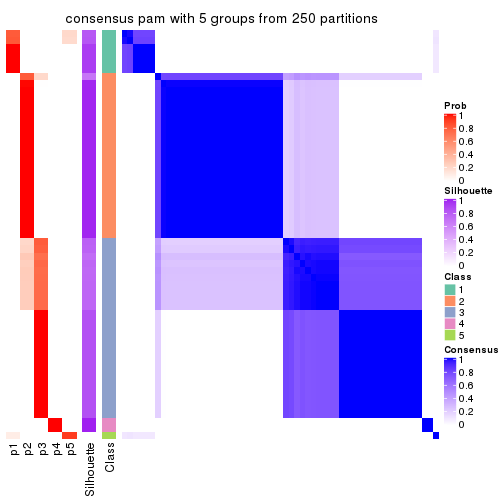 consensus pam with 5 groups from 250 partitions
Prob
1
0.8
0.6
0.4
0.2
0
Silhouette
1
0.8
0.6
0.4
0.2
0
Class
1
2
3
4
5
Consensus
1
0.8
0.6
0.4
0.2
0
p1
p2
p3
p4
p5
Silhouette
Class